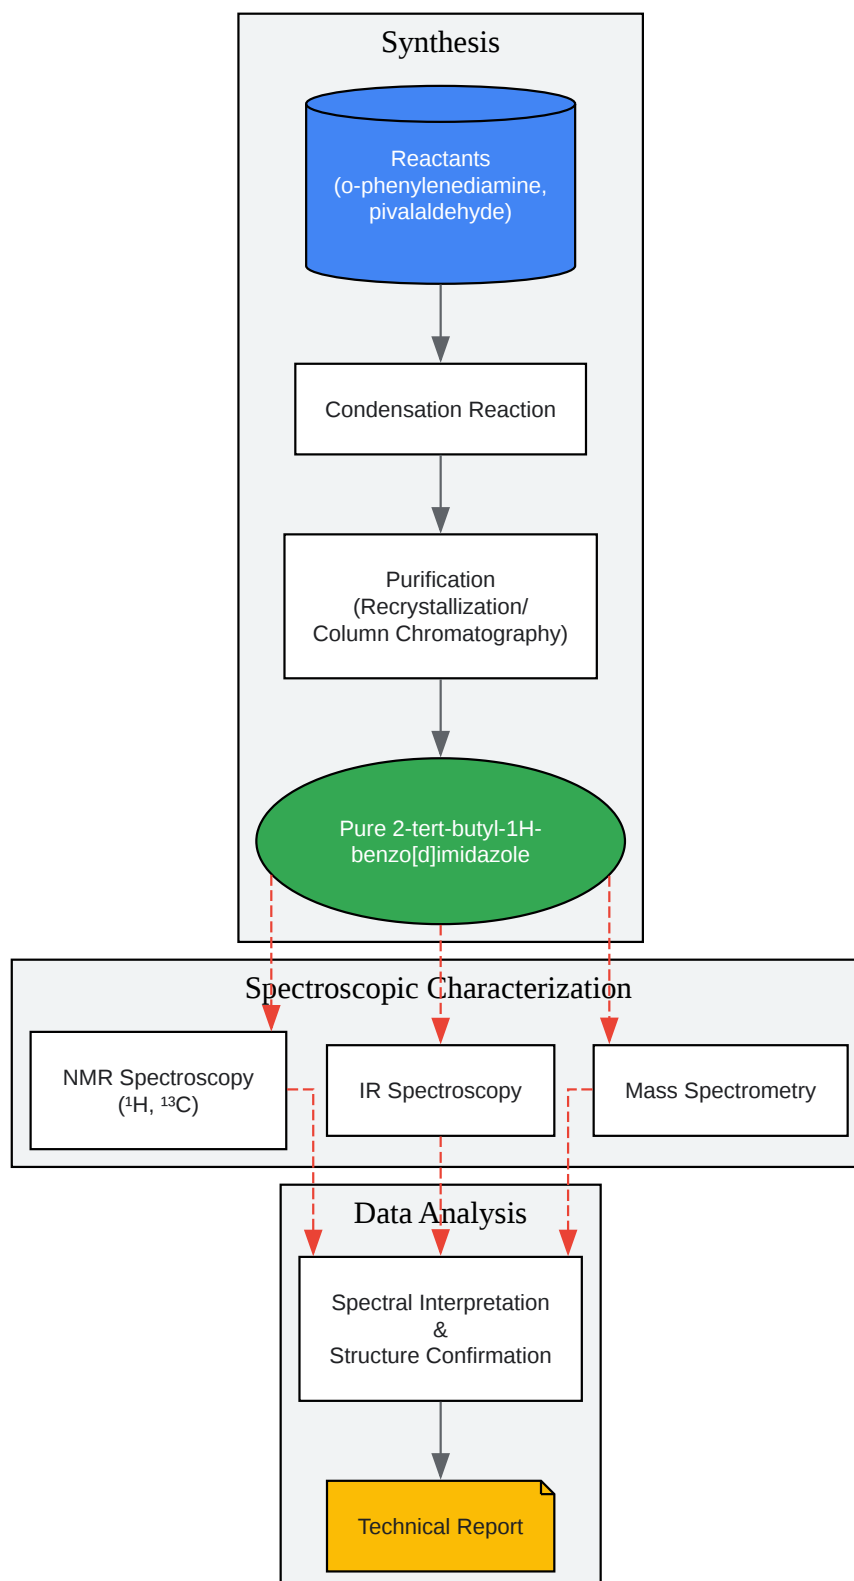 Synthesis
Reactants
(o-phenylenediamine,
pivalaldehyde)
Condensation Reaction
Purification
(Recrystallization/
Column Chromatography)
Pure 2-tert-butyl-1H-
benzo[d]imidazole
Spectroscopic Characterization
NMR Spectroscopy
(¹H, ¹³C)
IR Spectroscopy
Mass Spectrometry
Data Analysis
Spectral Interpretation
&
Structure Confirmation
Technical Report